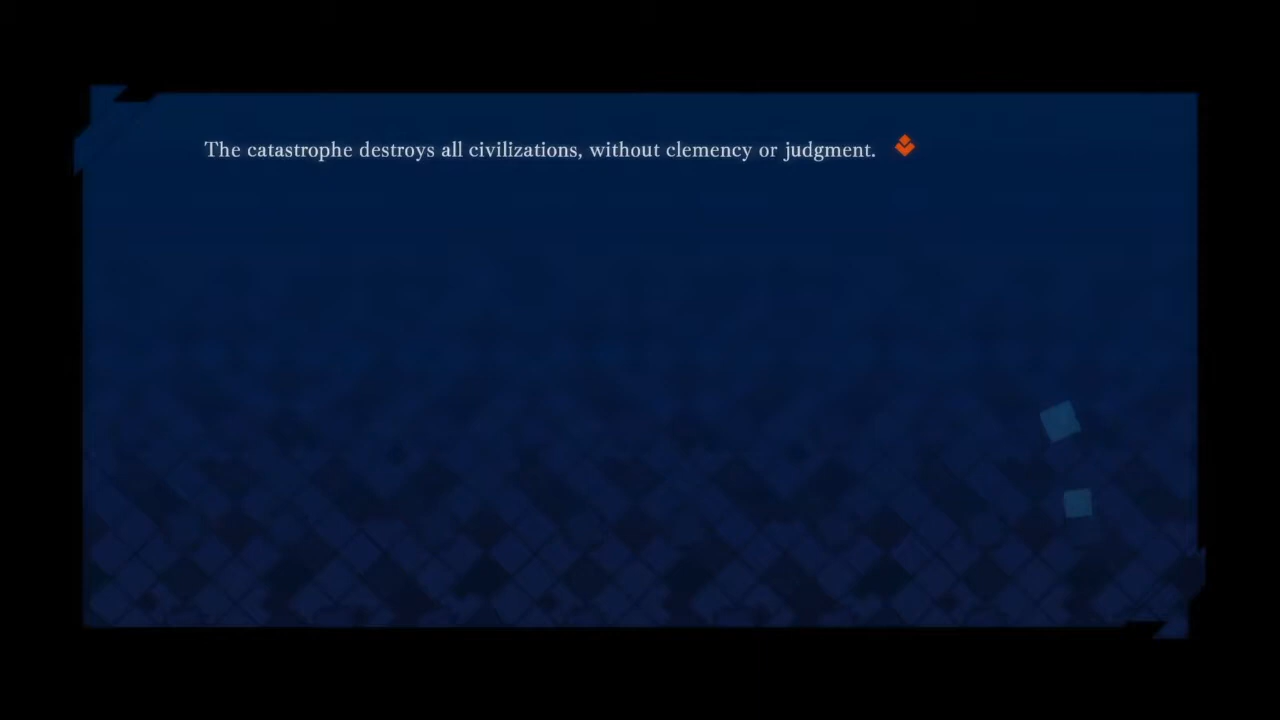 The catastrophe destroys all civilizations, without clemency or judgment.